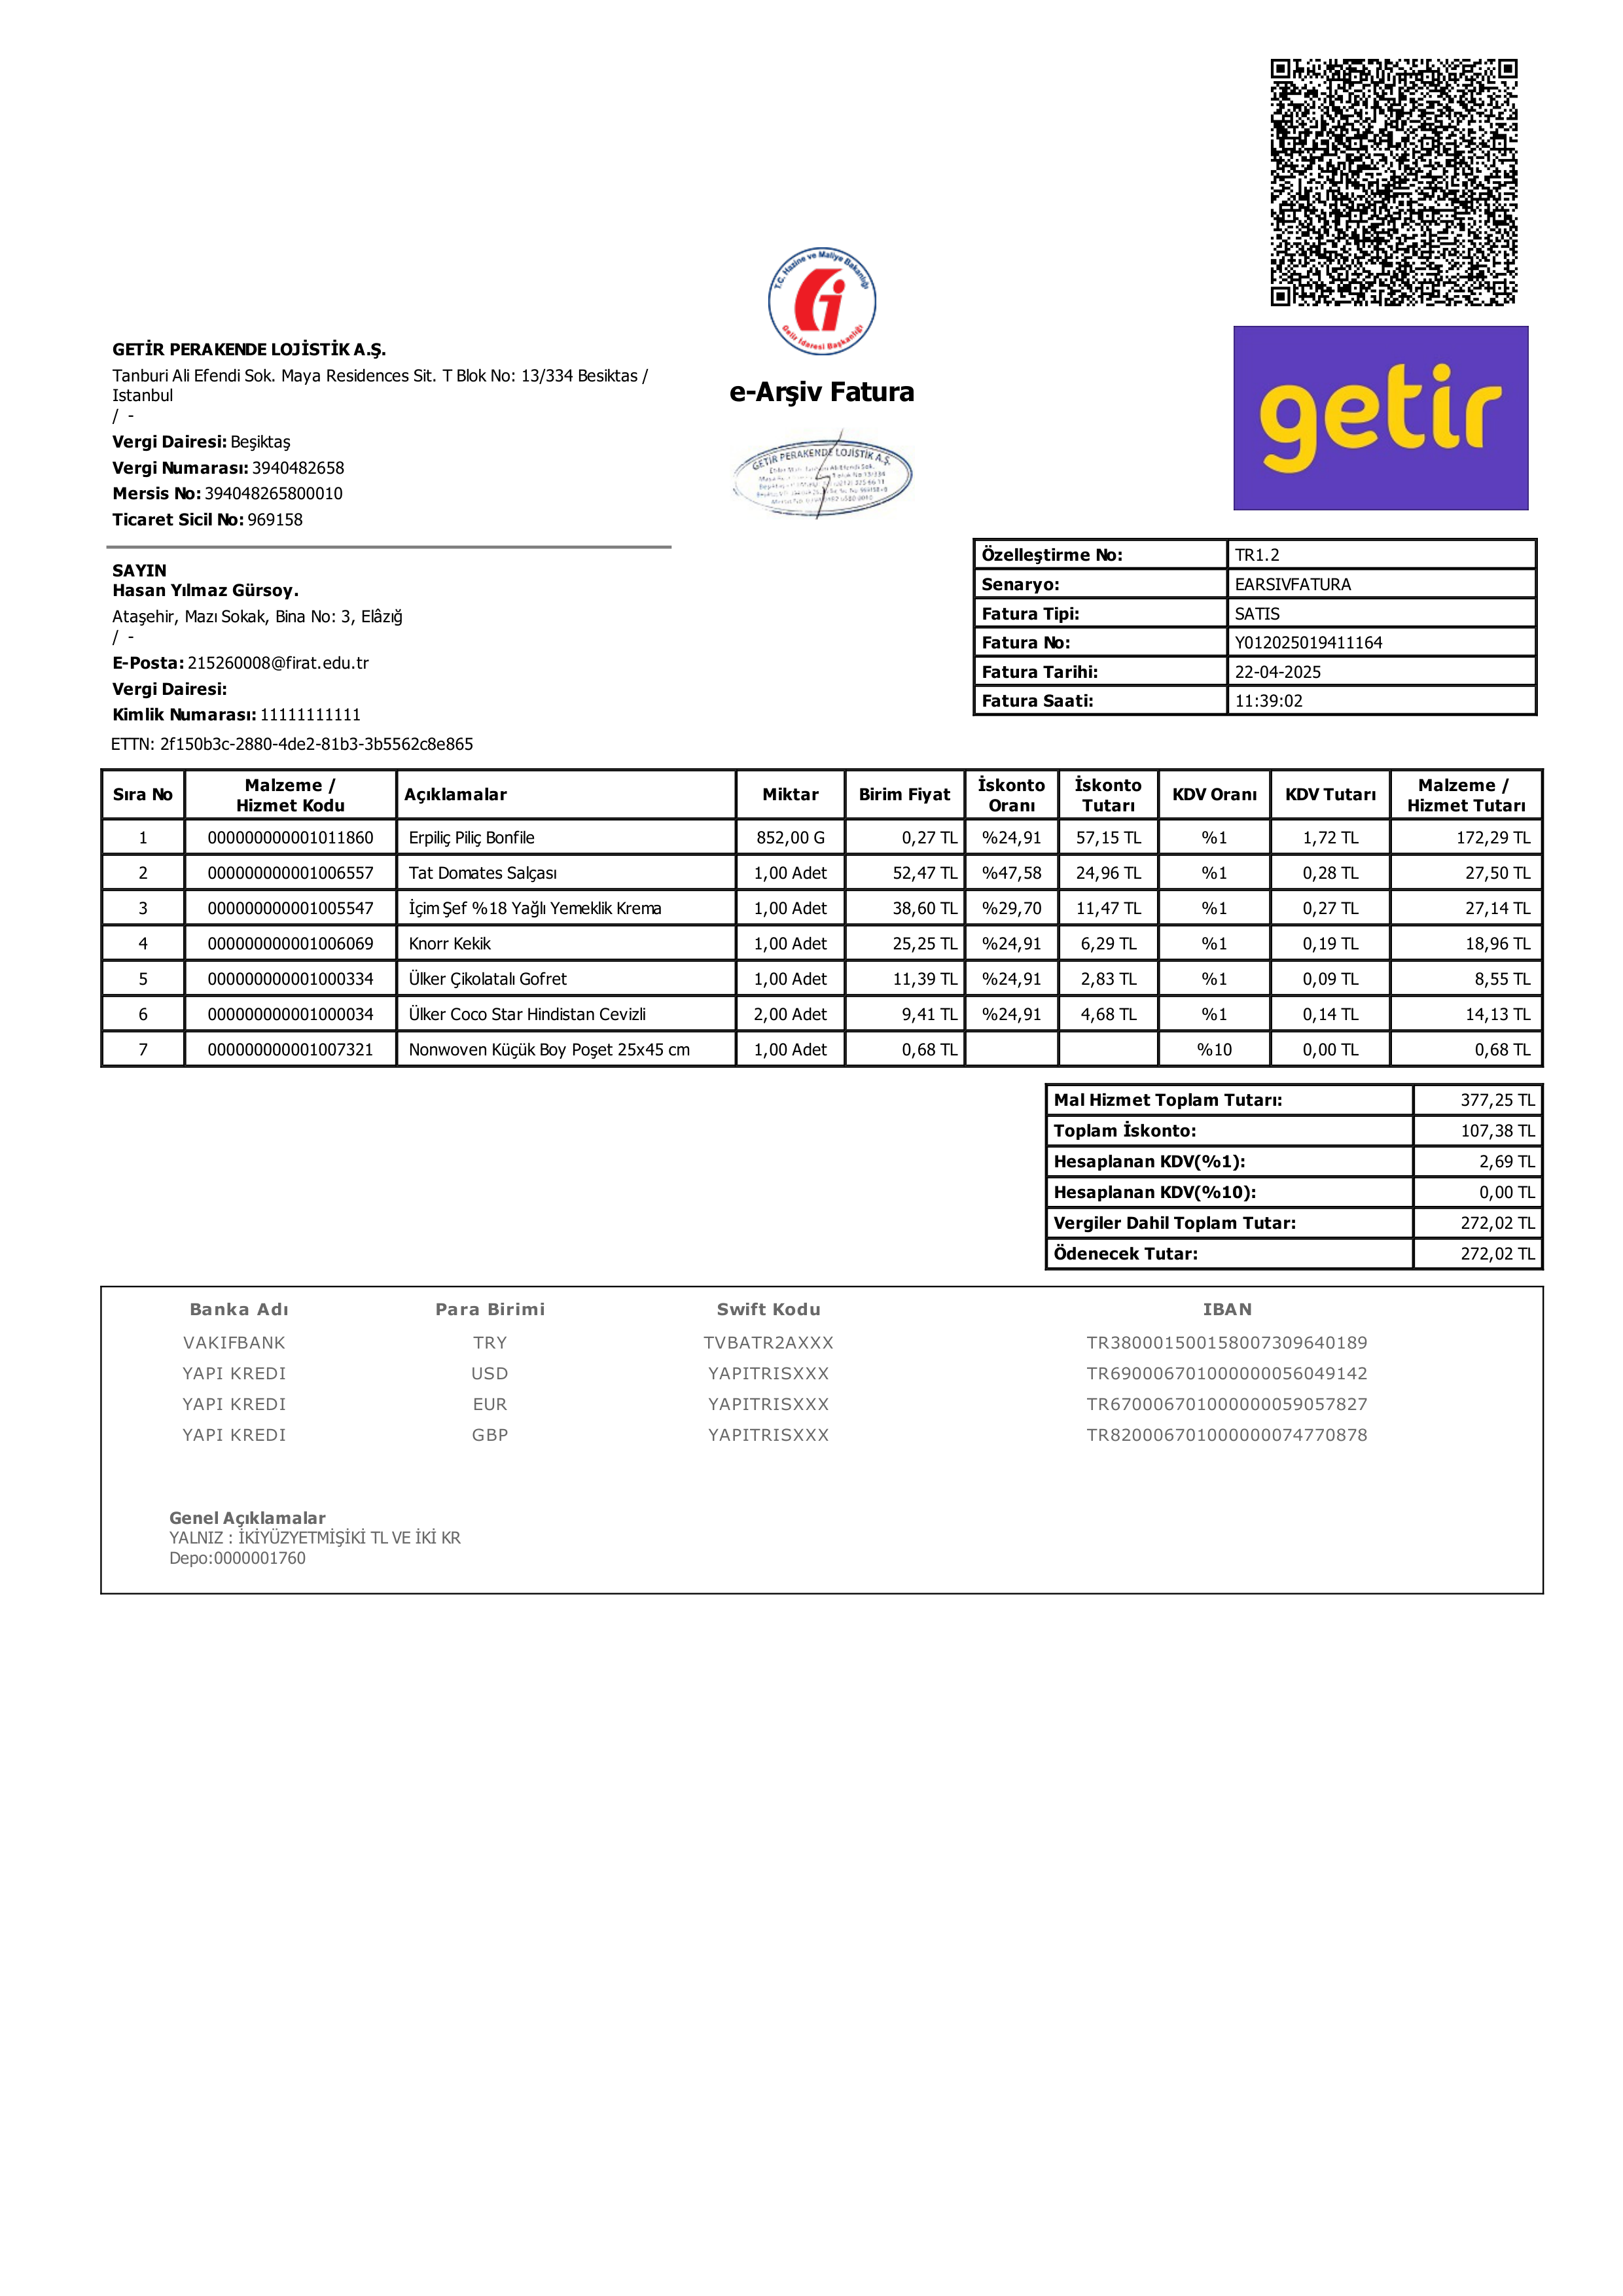 T.C. Hazine ve Maliye Bakanlığı
Gelir İdaresi Başkanlığı
GETİR PERAKENDE LOJİSTİK A.Ş.
Tanburi Ali Efendi Sok. Maya Residences Sit. T Blok No: 13/334 Besiktas /
Istanbul
/ -
Vergi Dairesi: Beşiktaş
Vergi Numarası: 3940482658
Mersis No: 394048265800010
Ticaret Sicil No: 969158
e-Arşiv Fatura
GETİR PERAKENDE LOJİSTİK A.Ş.
getir
SAYIN
Hasan Yılmaz Gürsoy.
Ataşehir, Mazı Sokak, Bina No: 3, Elâzığ
/ -
E-Posta: 215260008@firat.edu.tr
Vergi Dairesi:
Kimlik Numarası: 11111111111
ETTN: 2f150b3c-2880-4de2-81b3-3b5562c8e865
Özelleştirme No: TR1.2
Senaryo: EARSIVFATURA
Fatura Tipi: SATIS
Fatura No: Y012025019411164
Fatura Tarihi: 22-04-2025
Fatura Saati: 11:39:02
Sıra No Malzeme / Hizmet Kodu Açıklamalar Miktar Birim Fiyat İskonto Oranı İskonto Tutarı KDV Oranı KDV Tutarı Malzeme / Hizmet Tutarı
1 000000000001011860 Erpiliç Piliç Bonfile 852,00 G 0,27 TL %24,91 57,15 TL %1 1,72 TL 172,29 TL
2 000000000001006557 Tat Domates Salçası 1,00 Adet 52,47 TL %47,58 24,96 TL %1 0,28 TL 27,50 TL
3 000000000001005547 İçim Şef %18 Yağlı Yemeklik Krema 1,00 Adet 38,60 TL %29,70 11,47 TL %1 0,27 TL 27,14 TL
4 000000000001006069 Knorr Kekik 1,00 Adet 25,25 TL %24,91 6,29 TL %1 0,19 TL 18,96 TL
5 000000000001000334 Ülker Çikolatalı Gofret 1,00 Adet 11,39 TL %24,91 2,83 TL %1 0,09 TL 8,55 TL
6 000000000001000034 Ülker Coco Star Hindistan Cevizli 2,00 Adet 9,41 TL %24,91 4,68 TL %1 0,14 TL 14,13 TL
7 000000000001007321 Nonwoven Küçük Boy Poşet 25x45 cm 1,00 Adet 0,68 TL %10 0,00 TL 0,68 TL
Mal Hizmet Toplam Tutarı: 377,25 TL
Toplam İskonto: 107,38 TL
Hesaplanan KDV(%1): 2,69 TL
Hesaplanan KDV(%10): 0,00 TL
Vergiler Dahil Toplam Tutar: 272,02 TL
Ödenecek Tutar: 272,02 TL
Banka Adı Para Birimi Swift Kodu IBAN
VAKIFBANK TRY TVBATR2AXXX TR380001500158007309640189
YAPI KREDI USD YAPITRISXXX TR690006701000000056049142
YAPI KREDI EUR YAPITRISXXX TR670006701000000059057827
YAPI KREDI GBP YAPITRISXXX TR820006701000000074770878
Genel Açıklamalar
YALNIZ : İKİYÜZYETMİŞİKİ TL VE İKİ KR
Depo:0000001760